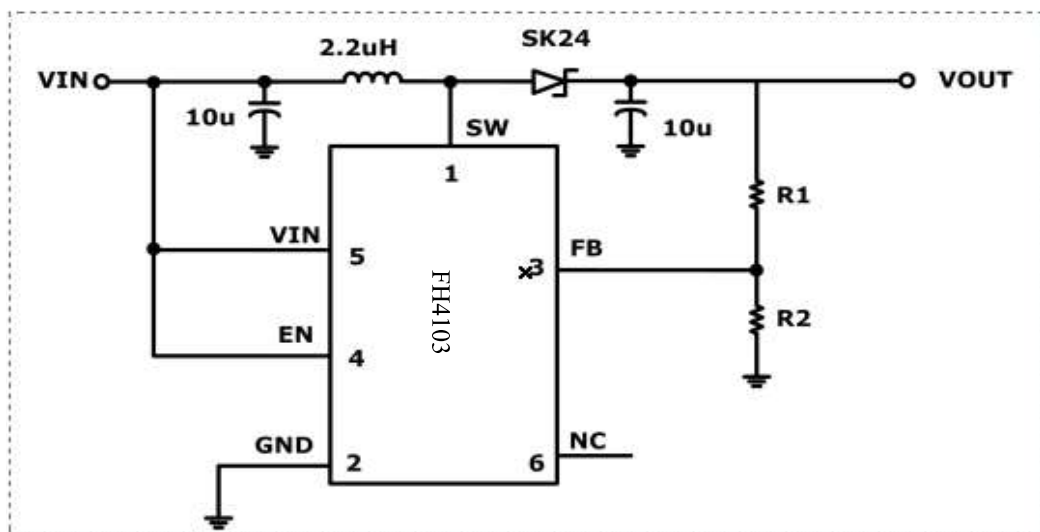 2.2uH
SK24
VIN
VOUT
10u
SW
10u
1
R1
VIN
5
FB
3
FH4103
R2
EN
4
GND
2
NC
6